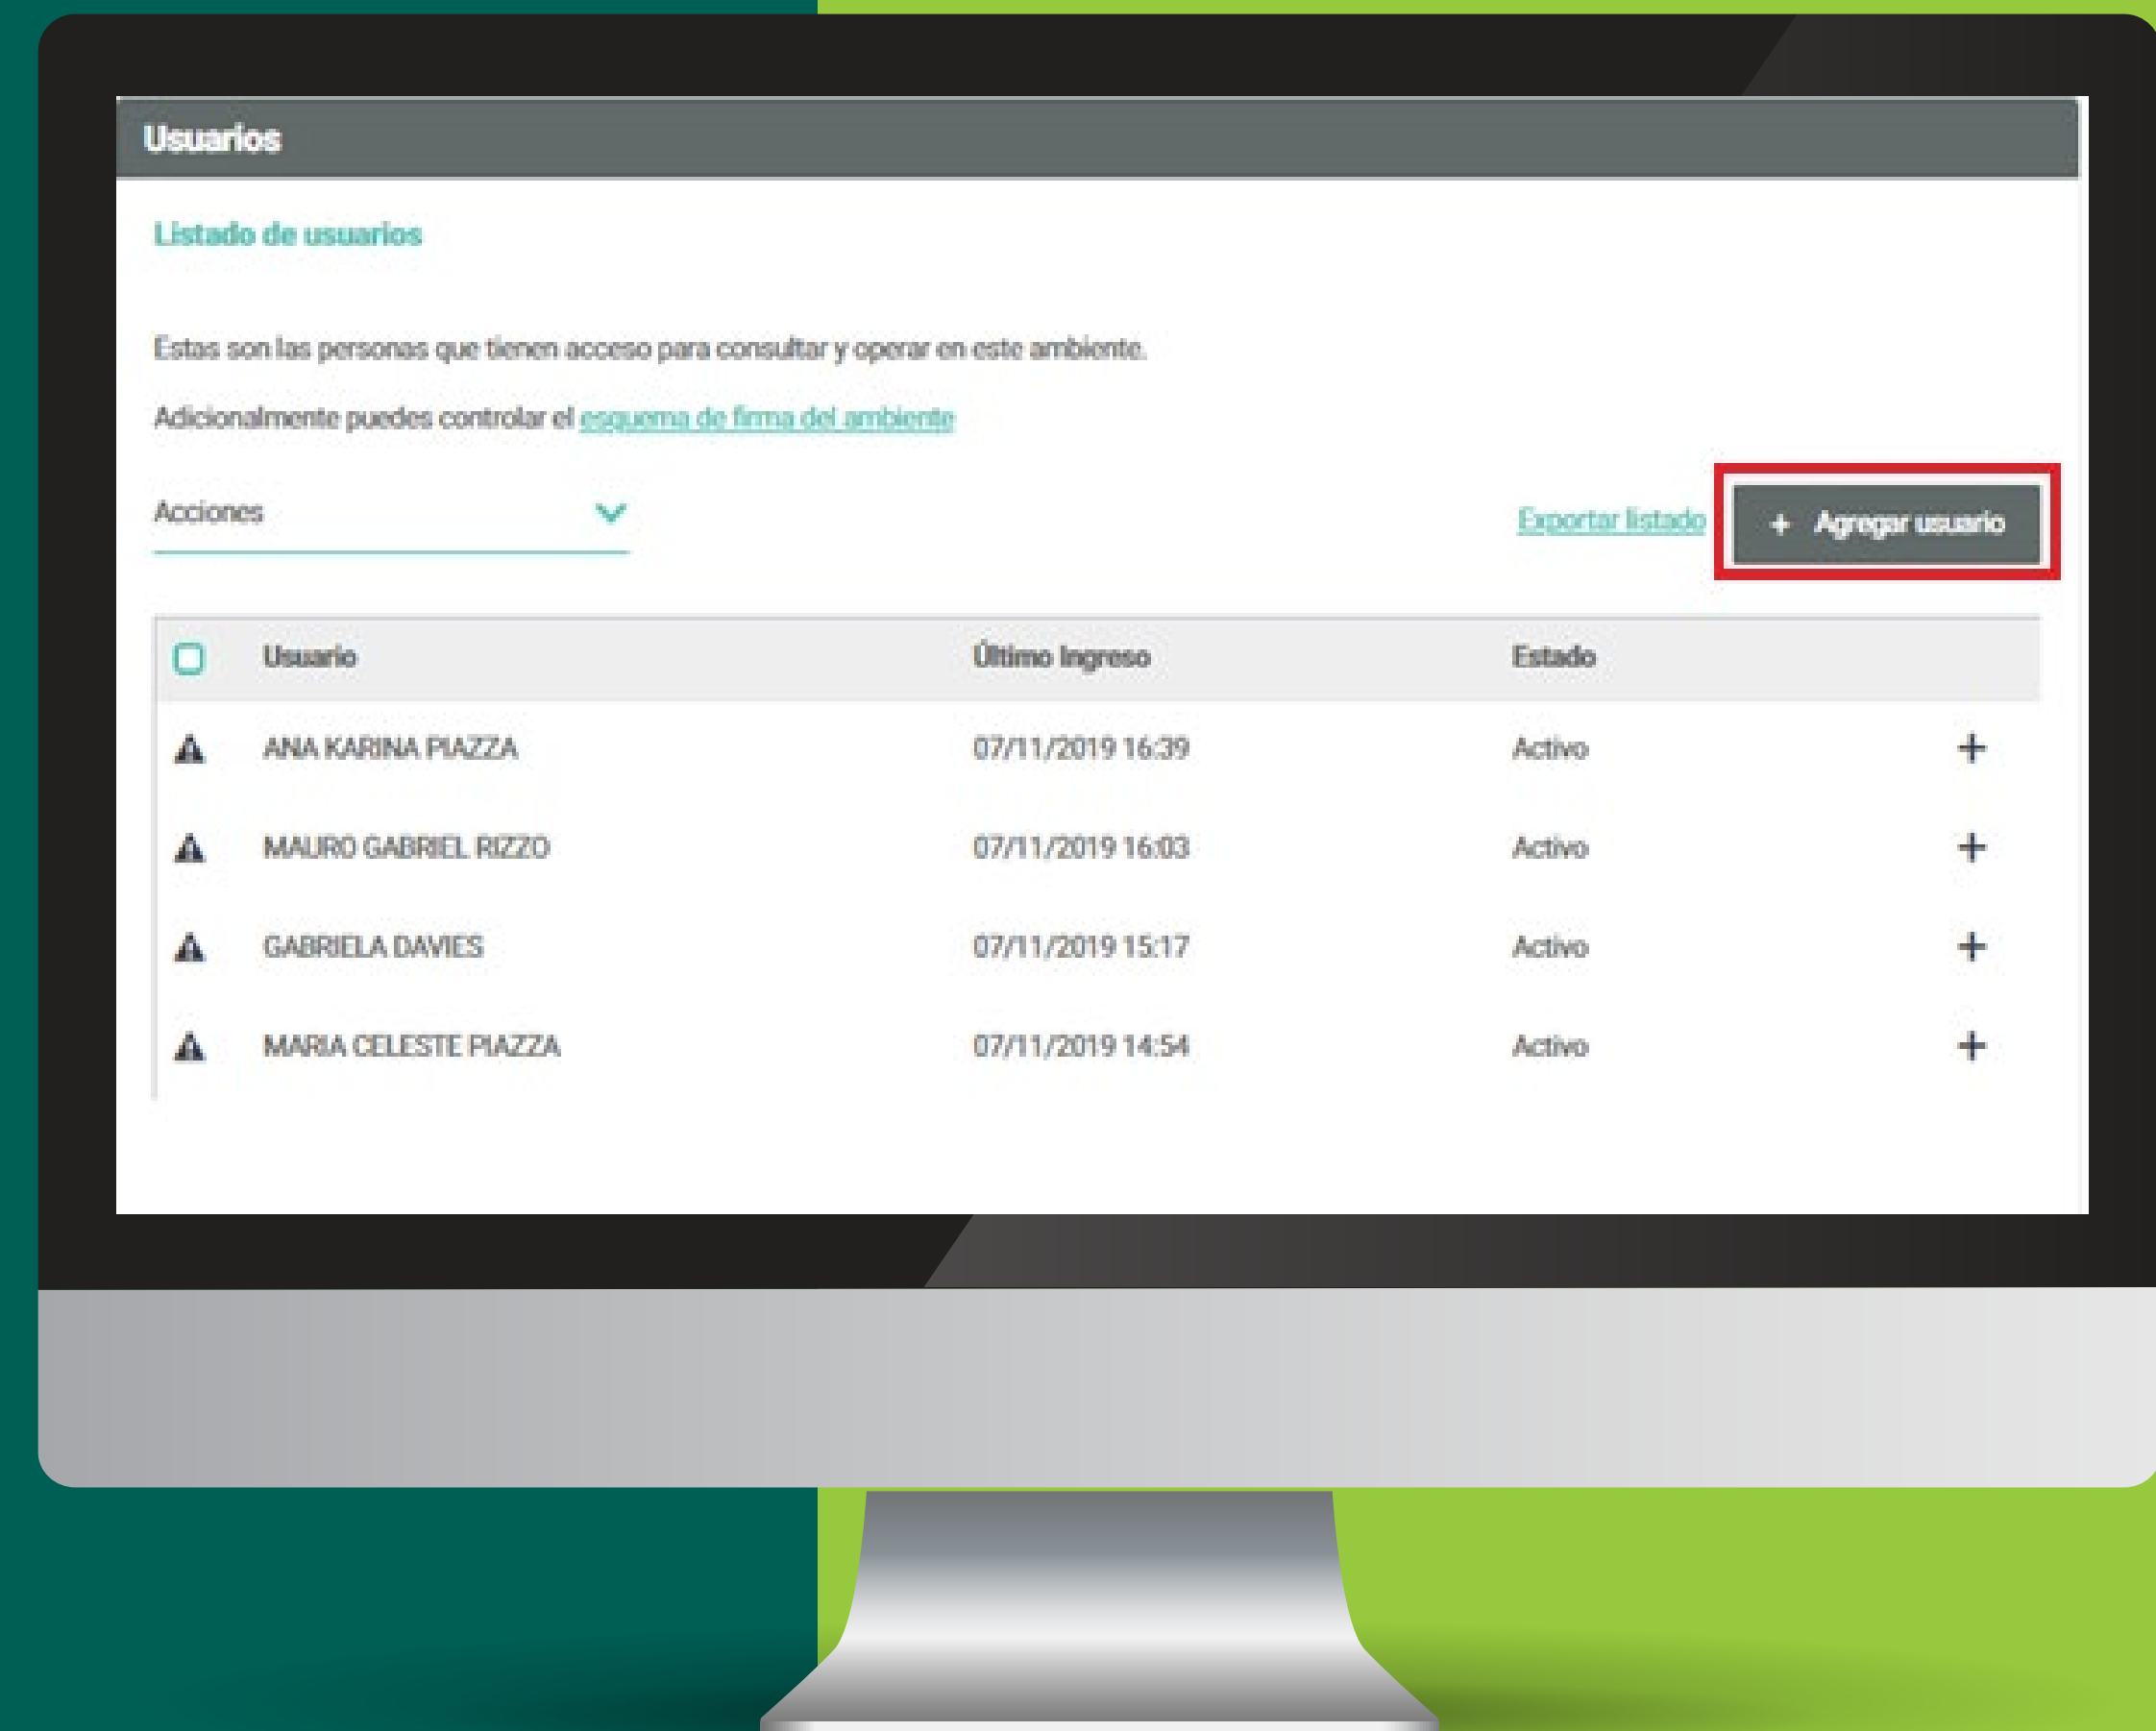 Usuarios
Listado de usuarios
Estas son las personas que tienen acceso para consultar y operar en este ambiente.
Adicionalmente puedes controlar el esquema de firma del ambiente
Acciones
Exportar listado
+ Agregar usuario
Usuario Último Ingreso Estado
ANA KARINA PIAZZA 07/11/2019 16:39 Activo +
MAURO GABRIEL RIZZO 07/11/2019 16:03 Activo +
GABRIELA DAVIES 07/11/2019 15:17 Activo +
MARIA CELESTE PIAZZA 07/11/2019 14:54 Activo +